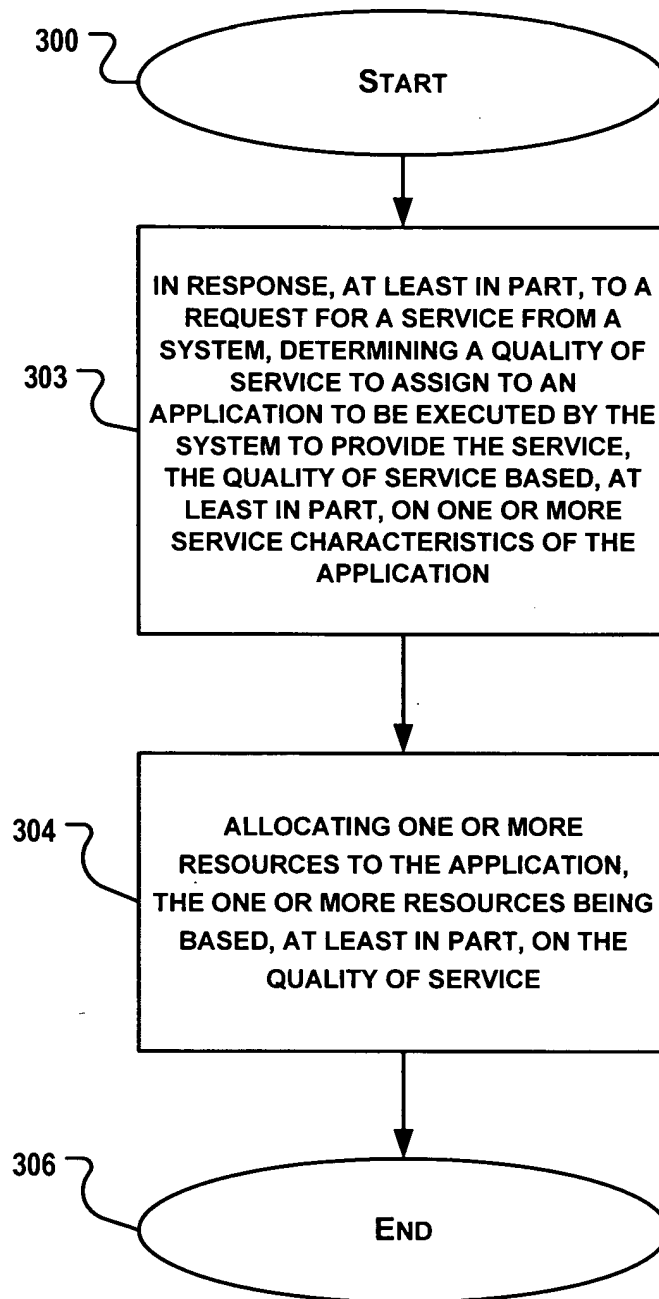 300
START
303
IN RESPONSE, AT LEAST IN PART, TO A
REQUEST FOR A SERVICE FROM A
SYSTEM, DETERMINING A QUALITY OF
SERVICE TO ASSIGN TO AN
APPLICATION TO BE EXECUTED BY THE
SYSTEM TO PROVIDE THE SERVICE,
THE QUALITY OF SERVICE BASED, AT
LEAST IN PART, ON ONE OR MORE
SERVICE CHARACTERISTICS OF THE
APPLICATION
304
ALLOCATING ONE OR MORE
RESOURCES TO THE APPLICATION,
THE ONE OR MORE RESOURCES BEING
BASED, AT LEAST IN PART, ON THE
QUALITY OF SERVICE
306
END